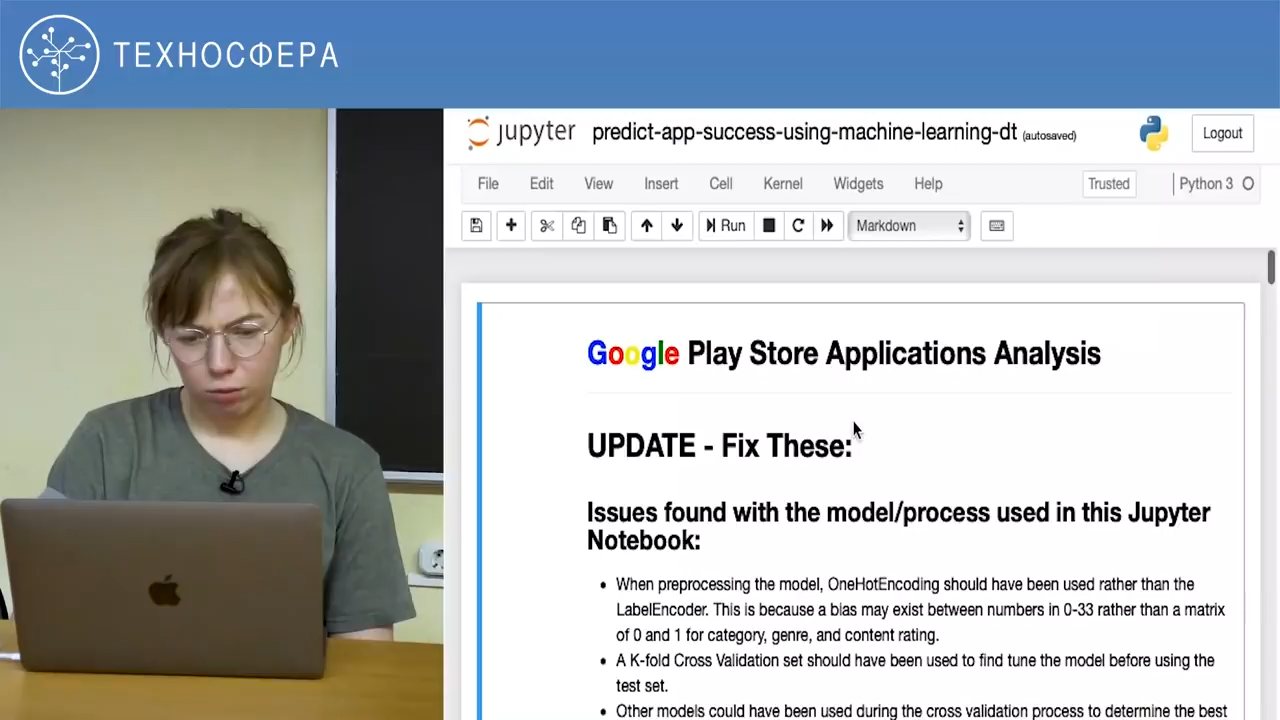 ТЕХНОСФЕРА
jupyter predict-app-success-using-machine-learning-dt (autosaved)
Logout
File Edit View Insert Cell Kernel Widgets Help
Trusted
Python 3
Run
Markdown
Google Play Store Applications Analysis
UPDATE - Fix These:
Issues found with the model/process used in this Jupyter
Notebook:
When preprocessing the model, OneHotEncoding should have been used rather than the
LabelEncoder. This is because a bias may exist between numbers in 0-33 rather than a matrix
of 0 and 1 for category, genre, and content rating.
A K-fold Cross Validation set should have been used to find tune the model before using the
test set.
Other models could have been used during the cross validation process to determine the best